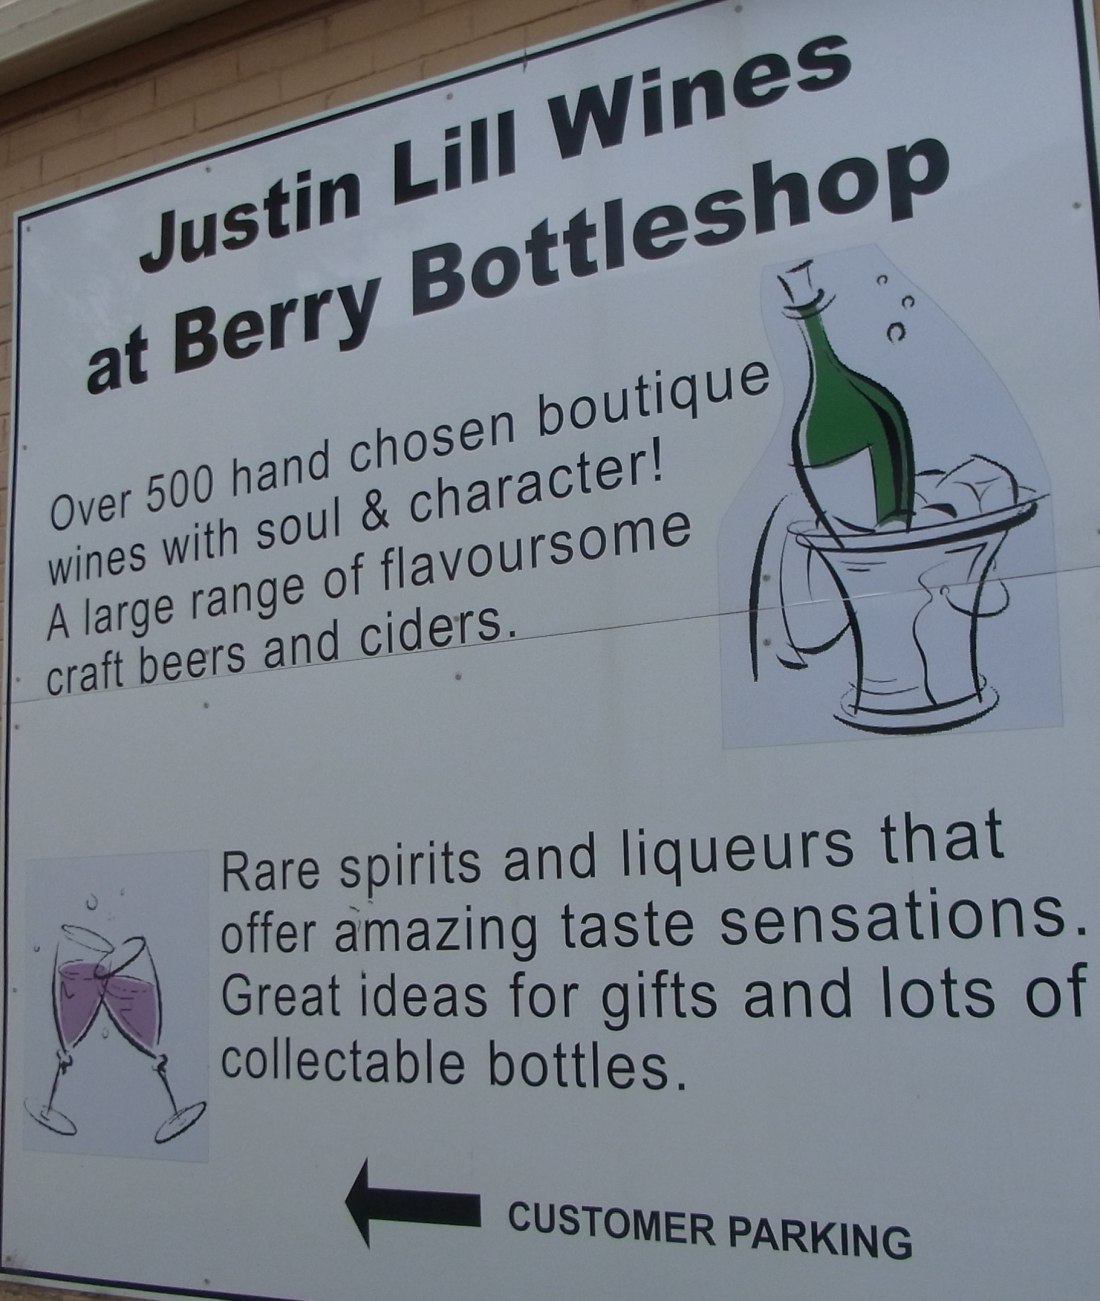 Justin Lill Wines
at Berry Bottleshop
Over 500 hand chosen boutique
wines with soul & character!
A large range of flavoursome
craft beers and ciders.
Rare spirits and liqueurs that
offer amazing taste sensations.
Great ideas for gifts and lots of
collectable bottles.
CUSTOMER PARKING